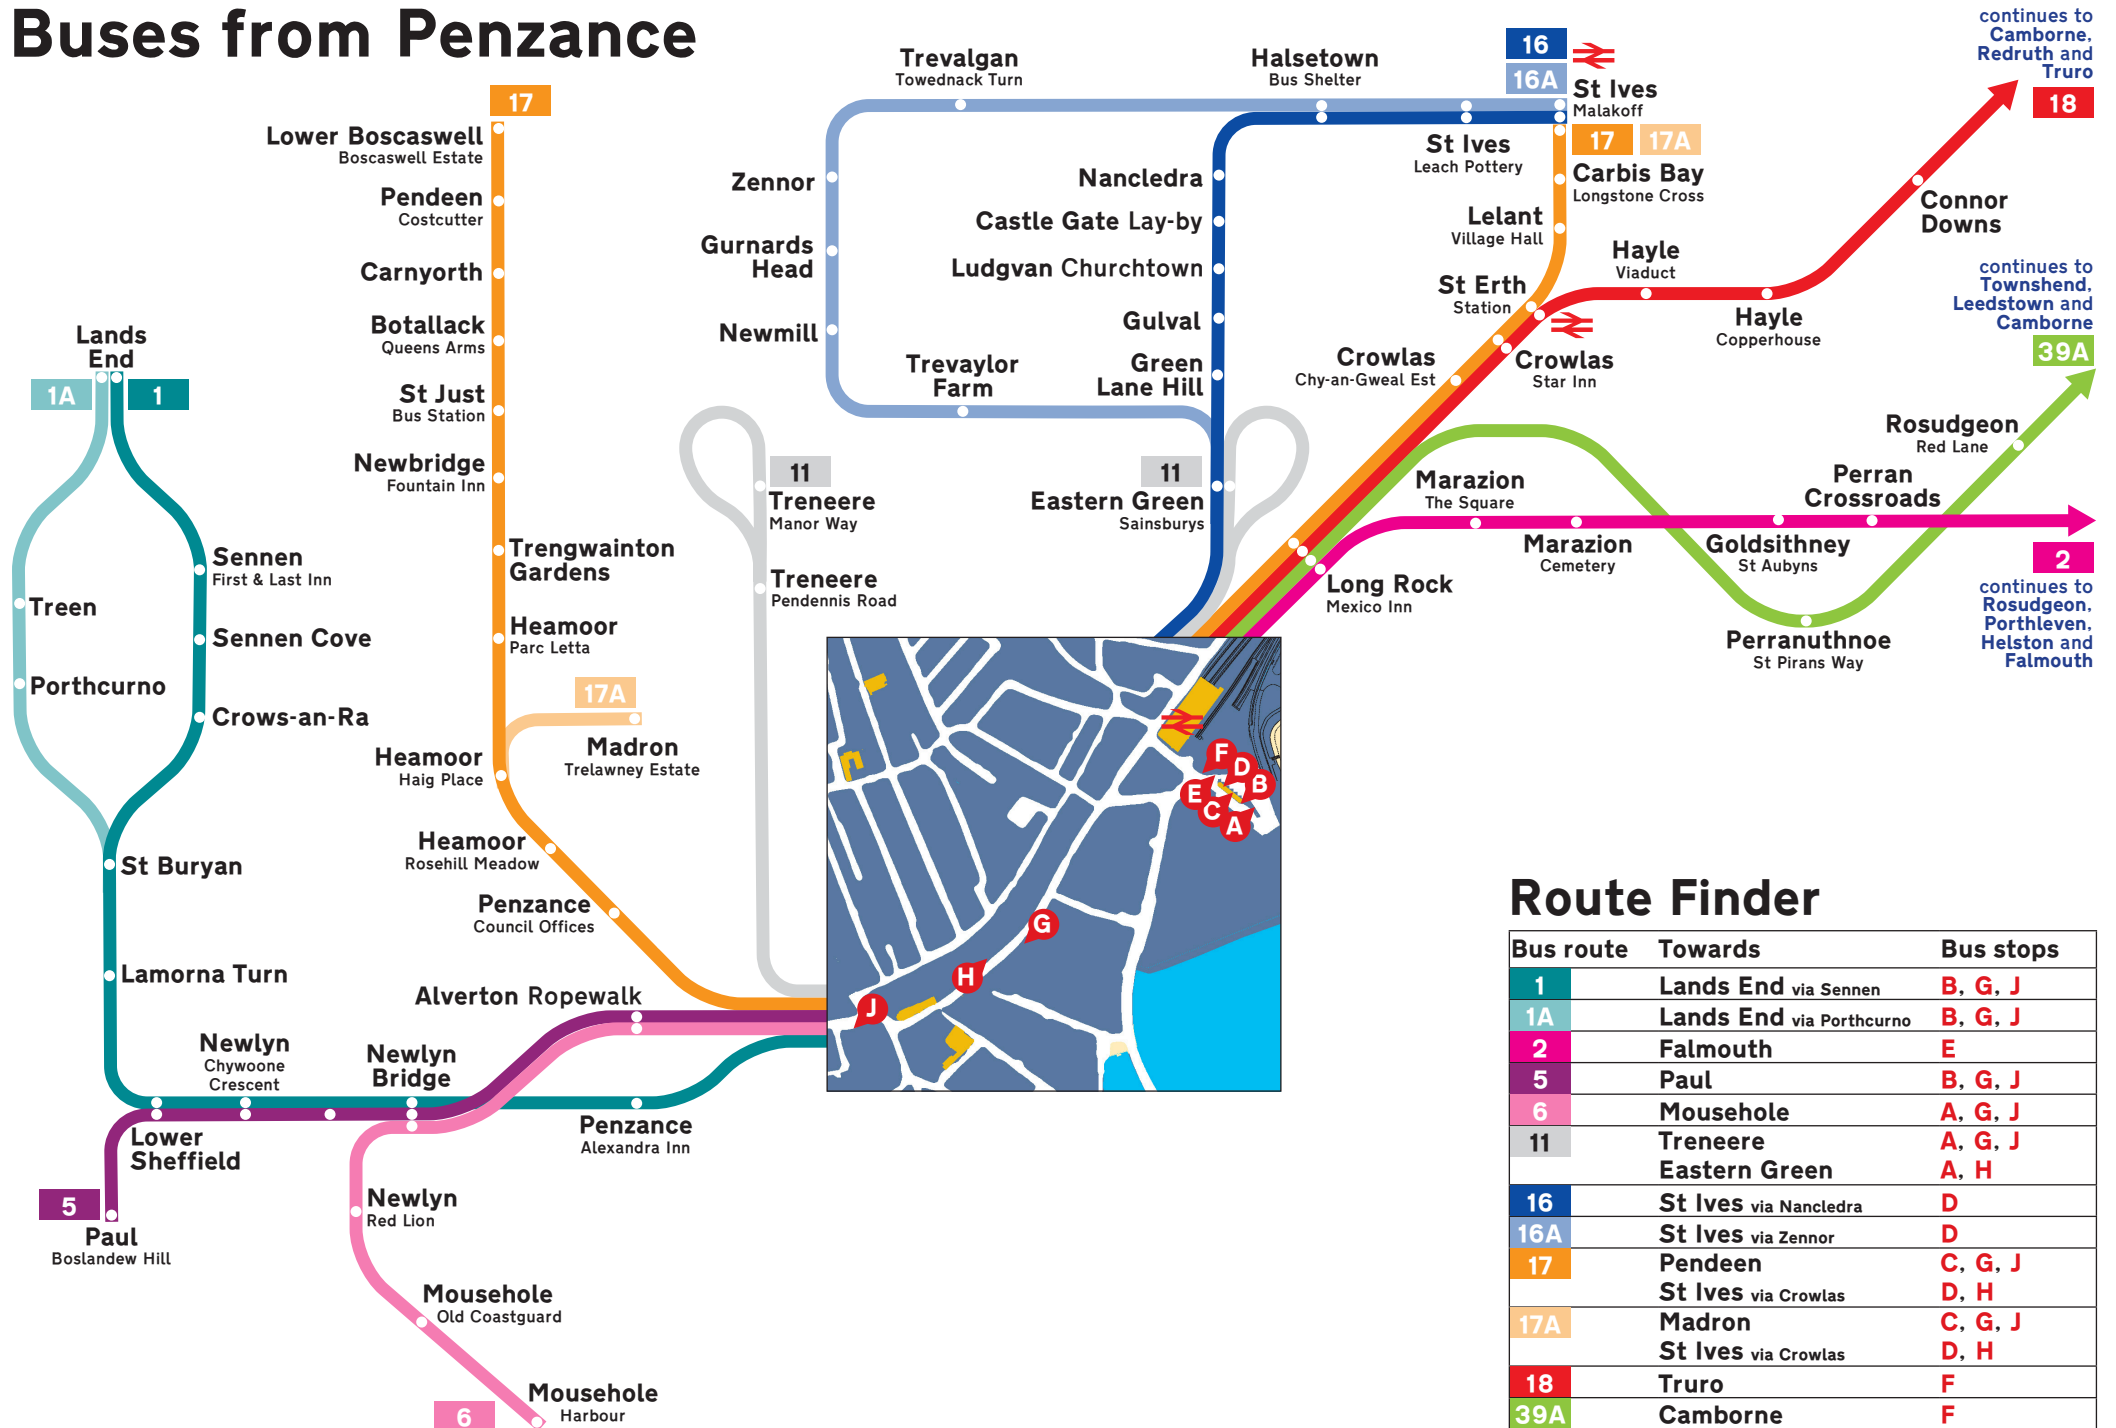 Buses from Penzance
17
Lower Boscaswell
Boscaswell Estate
Pendeen
Costcutter
Carnyorth
Botallack
Queens Arms
St Just
Bus Station
Newbridge
Fountain Inn
Trengwainton
Gardens
Heamoor
Parc Letta
17A
Madron
Trelawney Estate
Heamoor
Haig Place
Heamoor
Rosehill Meadow
Penzance
Council Offices
Alverton Ropewalk
Lands
End
1A
1
Sennen
First & Last Inn
Treen
Sennen Cove
Porthcurno
Crows-an-Ra
St Buryan
Lamorna Turn
Newlyn
Chywoone
Crescent
Newlyn
Bridge
Lower
Sheffield
Penzance
Alexandra Inn
5
Paul
Boslandew Hill
Newlyn
Red Lion
Mousehole
Old Coastguard
Mousehole
Harbour
6
Trevalgan
Towednack Turn
Halsetown
Bus Shelter
16
16A
St Ives
Malakoff
17
17A
St Ives
Leach Pottery
Carbis Bay
Longstone Cross
Zennor
Nancledra
Castle Gate Lay-by
Lelant
Village Hall
Gurnards
Head
Ludgvan Churchtown
St Erth
Station
Newmill
Gulval
Trevaylor
Farm
Green
Lane Hill
Crowlas
Chy-an-Gweal Est
Crowlas
Star Inn
Hayle
Viaduct
Hayle
Copperhouse
Connor
Downs
continues to
Camborne,
Redruth and
Truro
18
continues to
Townshend,
Leedstown and
Camborne
39A
11
Treneere
Manor Way
11
Eastern Green
Sainsburys
Treneere
Pendennis Road
Marazion
The Square
Rosudgeon
Red Lane
Perran
Crossroads
Marazion
Cemetery
Goldsithney
St Aubyns
Long Rock
Mexico Inn
Perranuthnoe
St Pirans Way
2
continues to
Rosudgeon,
Porthleven,
Helston and
Falmouth
F
D
B
E
C
A
G
H
J
Route Finder
Bus route Towards Bus stops
1 Lands End via Sennen B, G, J
1A Lands End via Porthcurno B, G, J
2 Falmouth E
5 Paul B, G, J
6 Mousehole A, G, J
11 Treneere A, G, J
Eastern Green A, H
16 St Ives via Nancledra D
16A St Ives via Zennor D
17 Pendeen C, G, J
St Ives via Crowlas D, H
17A Madron C, G, J
St Ives via Crowlas D, H
18 Truro F
39A Camborne F